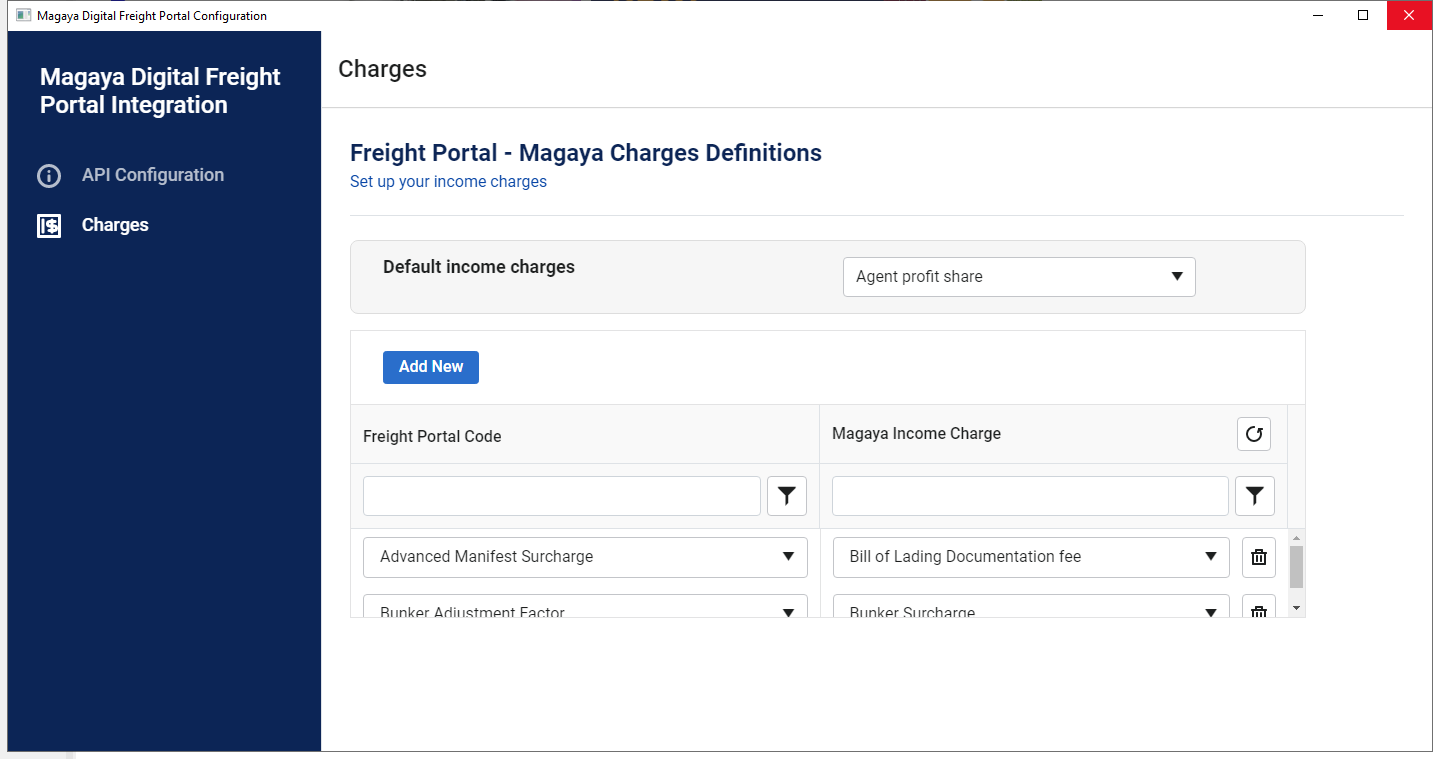 Magaya Digital Freight Portal Configuration
Magaya Digital Freight
Portal Integration
API Configuration
Charges
Charges
Freight Portal - Magaya Charges Definitions
Set up your income charges
Default income charges
Agent profit share
Add New
Freight Portal Code
Magaya Income Charge
Advanced Manifest Surcharge
Bill of Lading Documentation fee
Bunker Adjustment Factor
Bunker Surcharge